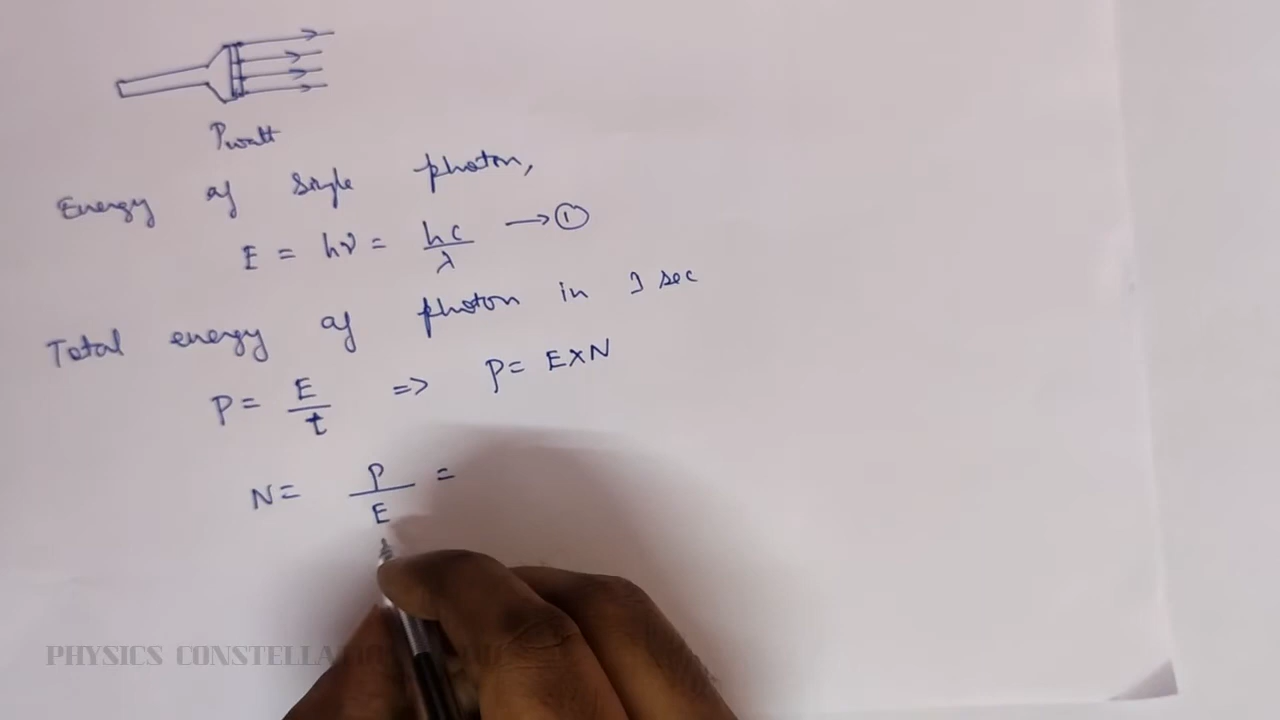 P watt
Energy of single photon,
E = hν = hc/λ → ①
Total energy of photon in 1 sec
P = E/t => P = E×N
N = P/E =
PHYSICS CONSTELLA